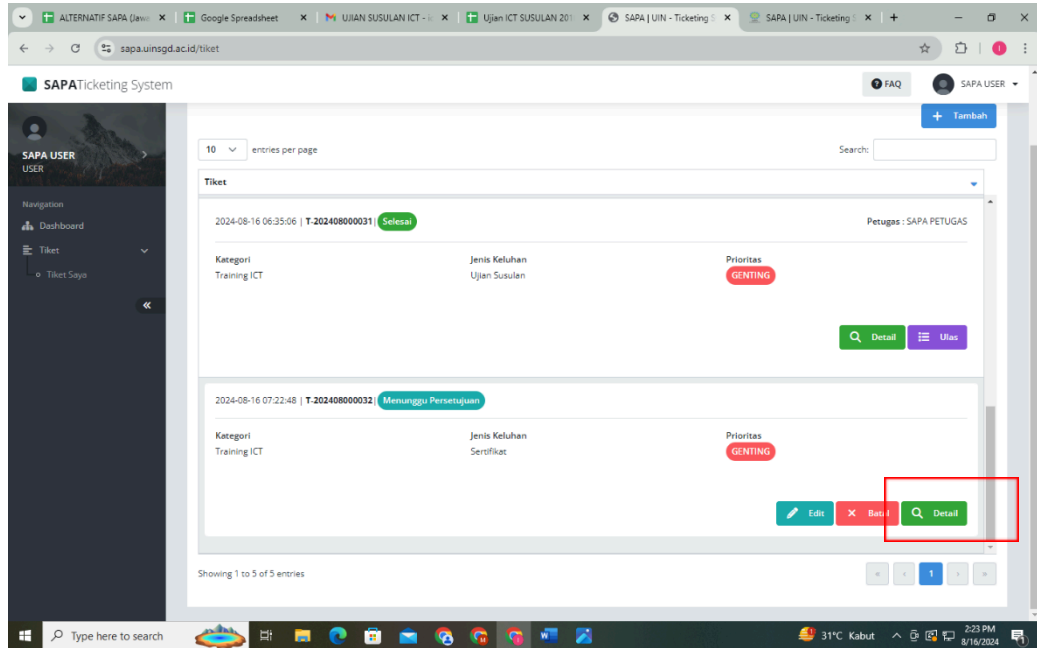 ALTERNATIF SAPA (Jawa
Google Spreadsheet
UJIAN SUSULAN ICT -
Ujian ICT SUSULAN 201
SAPA | UIN - Ticketing S
SAPA | UIN - Ticketing S
sapa.uinsgd.ac.id/tiket
SAPATicketing System
FAQ
SAPA USER
SAPA USER
USER
Navigation
Dashboard
Tiket
Tiket Saya
+ Tambah
10 entries per page
Search:
Tiket
2024-08-16 06:35:06 | T-202408000031| Selesai
Petugas : SAPA PETUGAS
Kategori Jenis Keluhan Prioritas
Training ICT Ujian Susulan GENTING
Detail Ulas
2024-08-16 07:22:48 | T-202408000032| Menunggu Persetujuan
Kategori Jenis Keluhan Prioritas
Training ICT Sertifikat GENTING
Edit Batal Detail
Showing 1 to 5 of 5 entries
« ‹ 1 › »
Type here to search
31°C Kabut
2:23 PM
8/16/2024